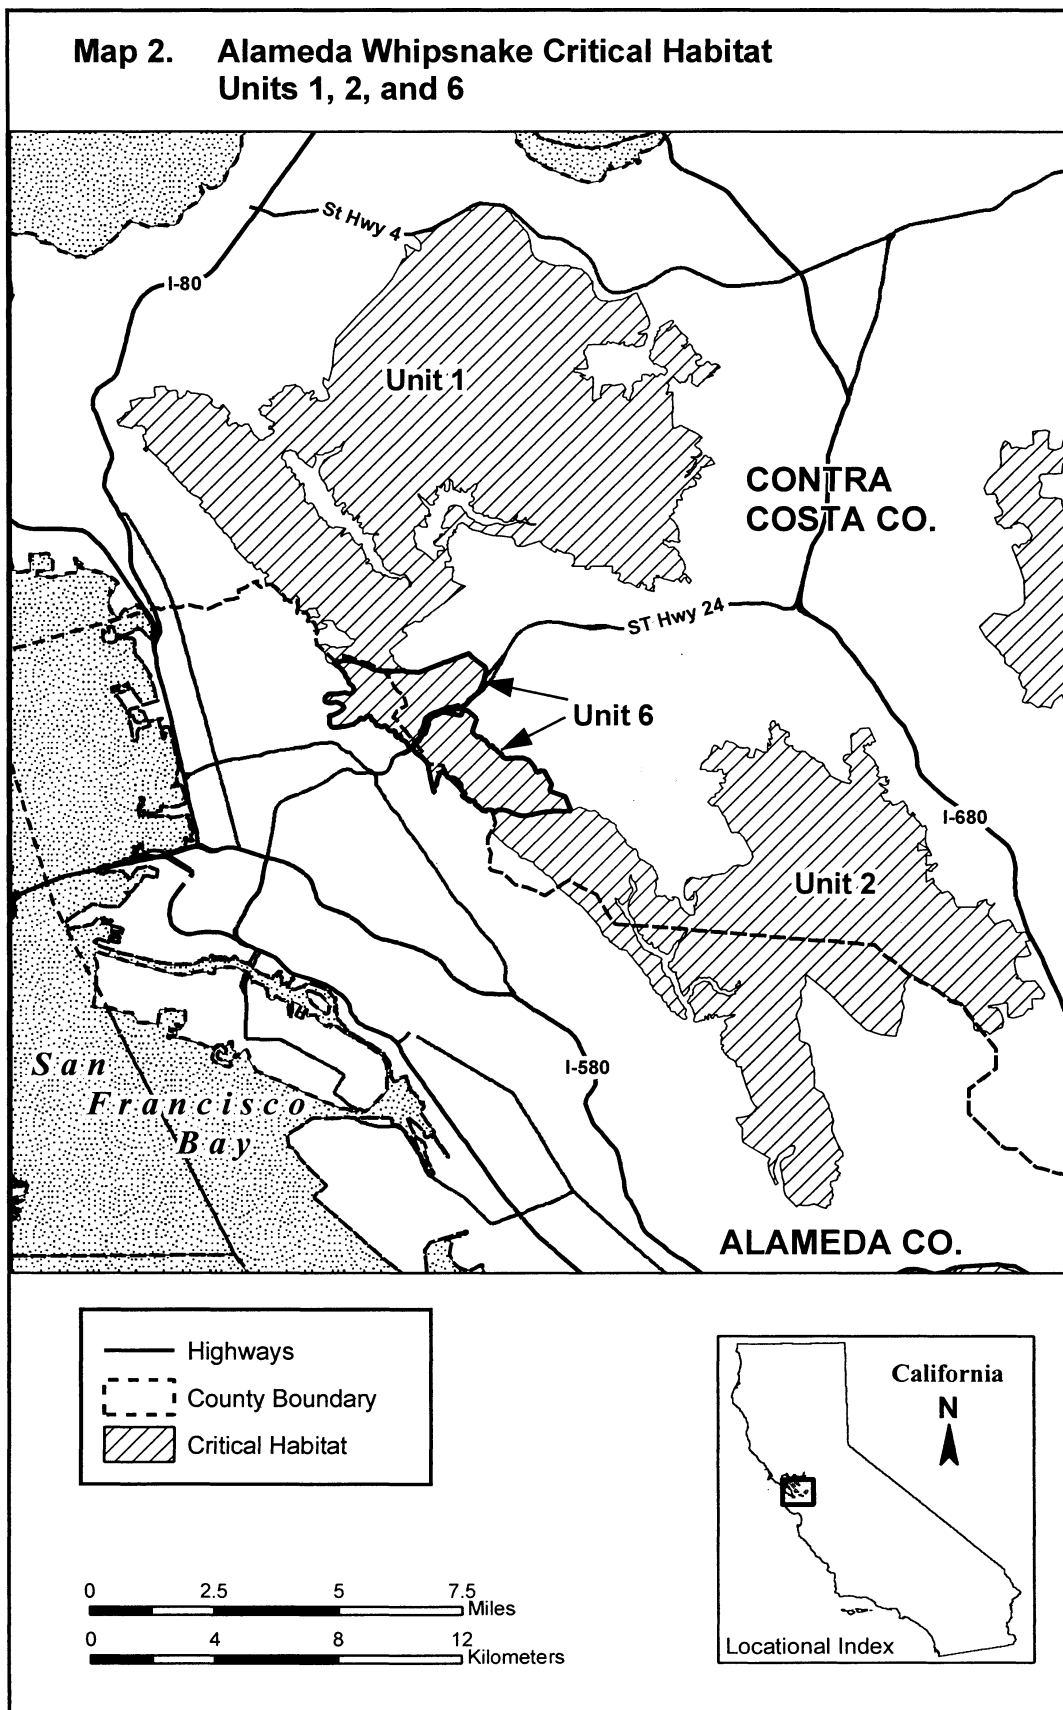 Map 2. Alameda Whipsnake Critical Habitat
Units 1, 2, and 6
St Hwy 4
I-80
Unit 1
CONTRA
COSTA CO.
ST Hwy 24
Unit 6
I-680
Unit 2
I-580
San
Francisco
Bay
ALAMEDA CO.
Highways
County Boundary
Critical Habitat
California
N
0 2.5 5 7.5
Miles
0 4 8 12
Kilometers
Locational Index